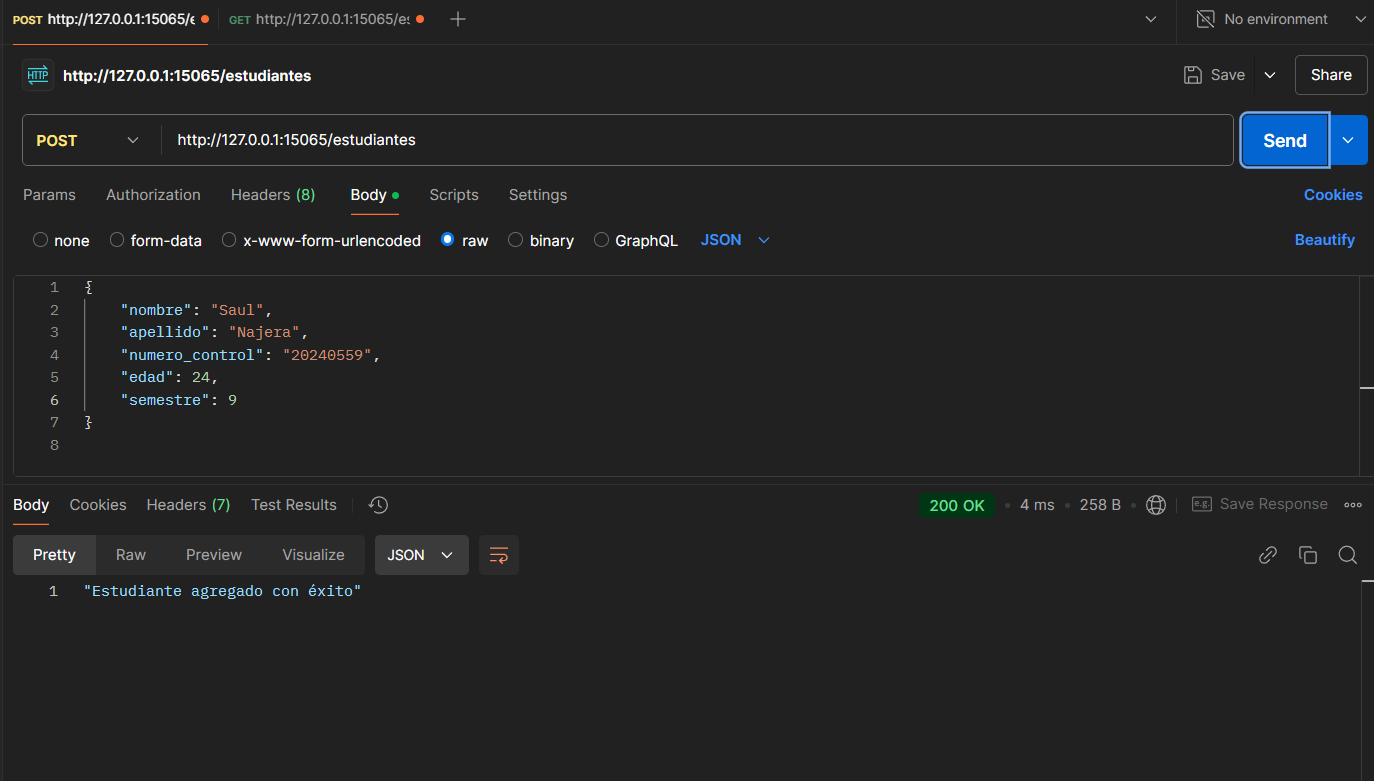 POST http://127.0.0.1:15065/e GET http://127.0.0.1:15065/es No environment
HTTP http://127.0.0.1:15065/estudiantes Save Share
POST http://127.0.0.1:15065/estudiantes Send
Params Authorization Headers (8) Body Scripts Settings Cookies
none form-data x-www-form-urlencoded raw binary GraphQL JSON Beautify
1 {
2 "nombre": "Saul",
3 "apellido": "Najera",
4 "numero_control": "20240559",
5 "edad": 24,
6 "semestre": 9
7 }
8
Body Cookies Headers (7) Test Results 200 OK 4 ms 258 B e.g. Save Response
Pretty Raw Preview Visualize JSON
1 "Estudiante agregado con éxito"